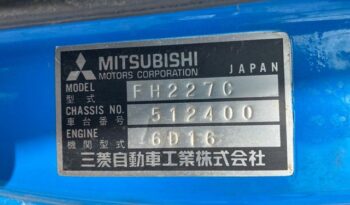 MITSUBISHI
MOTORS CORPORATION JAPAN
MODEL
型式 FH227C
CHASSIS NO.
車台番号 512400
ENGINE
機関型式 6D16
三菱自動車工業株式会社